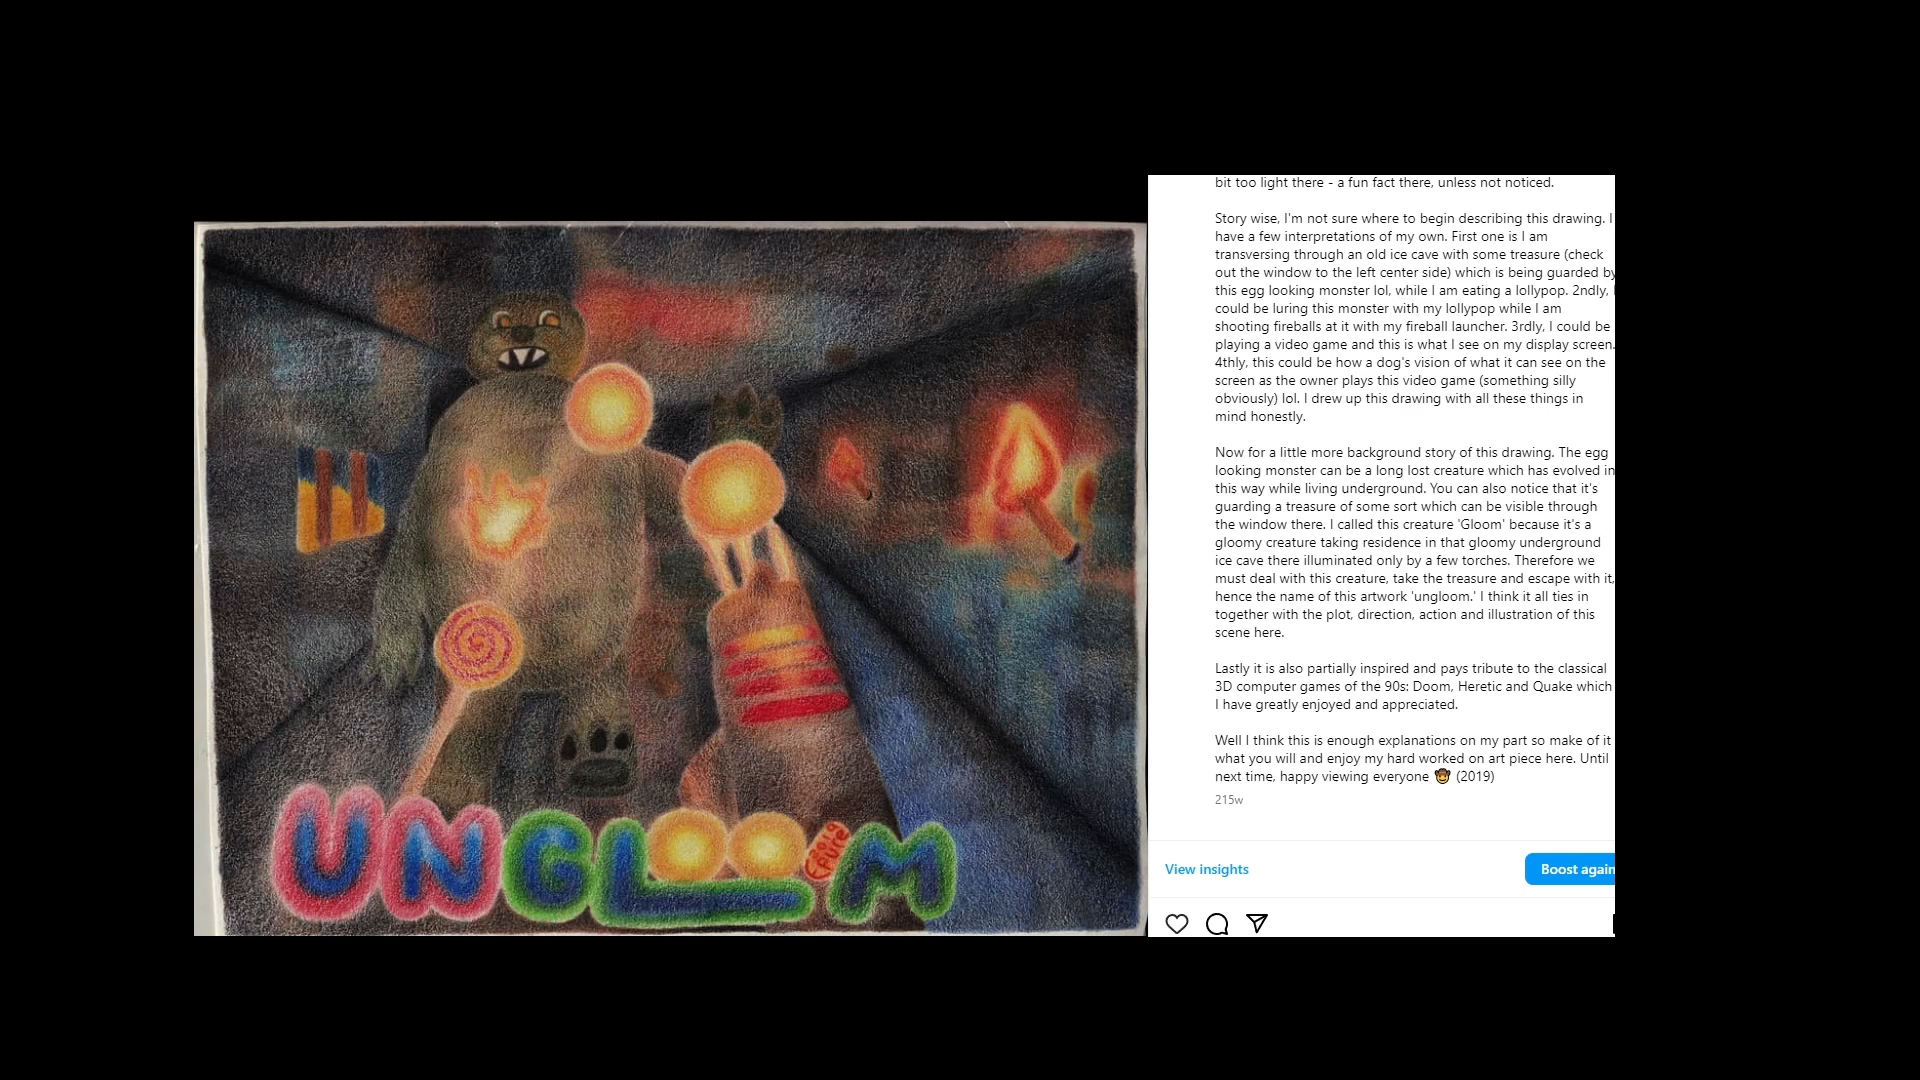 bit too light there - a fun fact there, unless not noticed.
Story wise, I'm not sure where to begin describing this drawing. I
have a few interpretations of my own. First one is I am
transversing through an old ice cave with some treasure (check
out the window to the left center side) which is being guarded by
this egg looking monster lol, while I am eating a lollypop. 2ndly, I
could be luring this monster with my lollypop while I am
shooting fireballs at it with my fireball launcher. 3rdly, I could be
playing a video game and this is what I see on my display screen.
4thly, this could be how a dog's vision of what it can see on the
screen as the owner plays this video game (something silly
obviously) lol. I drew up this drawing with all these things in
mind honestly.
Now for a little more background story of this drawing. The egg
looking monster can be a long lost creature which has evolved in
this way while living underground. You can also notice that it's
guarding a treasure of some sort which can be visible through
the window there. I called this creature 'Gloom' because it's a
gloomy creature taking residence in that gloomy underground
ice cave there illuminated only by a few torches. Therefore we
must deal with this creature, take the treasure and escape with it,
hence the name of this artwork 'ungloom.' I think it all ties in
together with the plot, direction, action and illustration of this
scene here.
Lastly it is also partially inspired and pays tribute to the classical
3D computer games of the 90s: Doom, Heretic and Quake which
I have greatly enjoyed and appreciated.
Well I think this is enough explanations on my part so make of it
what you will and enjoy my hard worked on art piece here. Until
next time, happy viewing everyone 🤠 (2019)
215w
View insights
Boost again
UNGLOOM